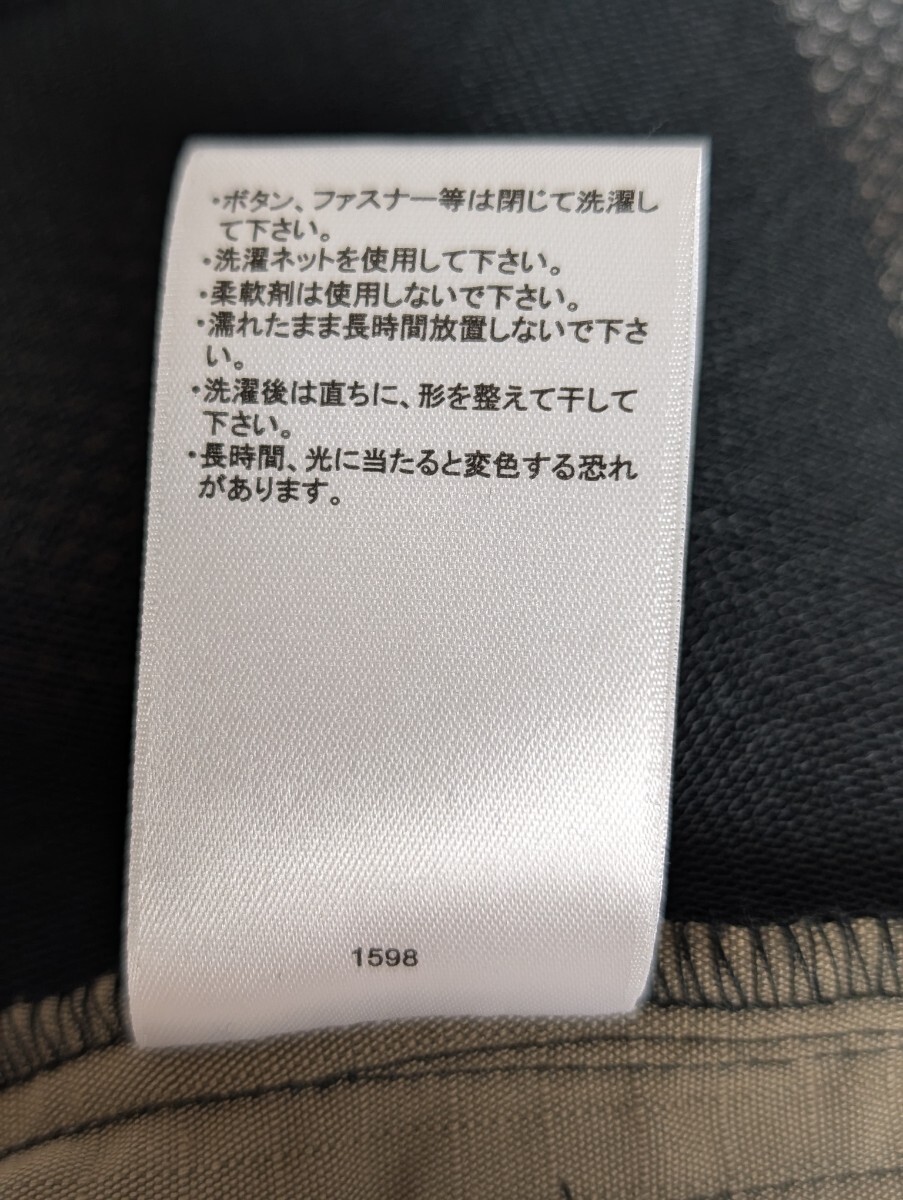 ・ボタン、ファスナー等は閉じて洗濯し
て下さい。
・洗濯ネットを使用して下さい。
・柔軟剤は使用しないで下さい。
・濡れたまま長時間放置しないで下さ
い。
・洗濯後は直ちに、形を整えて干して
下さい。
・長時間、光に当たると変色する恐れ
があります。
1598